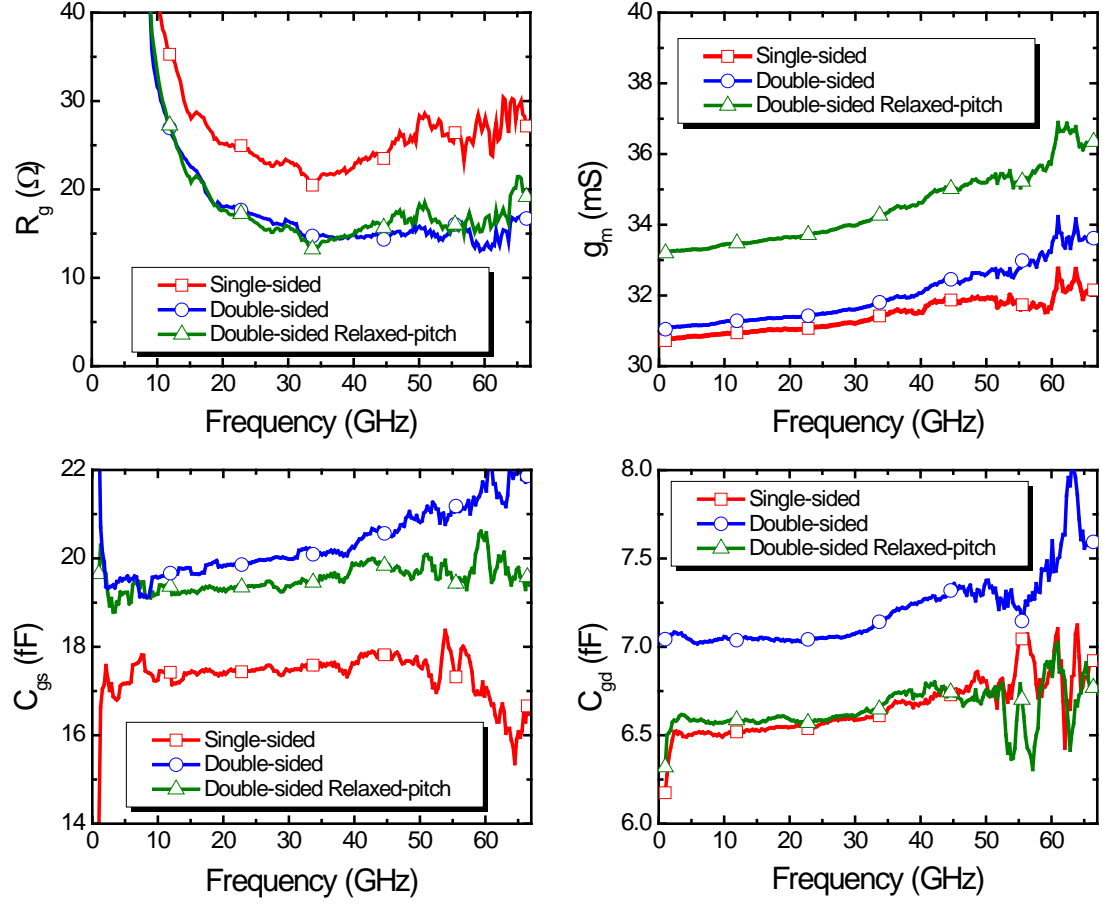 R_g (Ω)
40
30
20
10
0
Single-sided
Double-sided
Double-sided Relaxed-pitch
0 10 20 30 40 50 60
Frequency (GHz)
g_m (mS)
40
38
36
34
32
30
Single-sided
Double-sided
Double-sided Relaxed-pitch
0 10 20 30 40 50 60
Frequency (GHz)
C_gs (fF)
22
20
18
16
14
Single-sided
Double-sided
Double-sided Relaxed-pitch
0 10 20 30 40 50 60
Frequency (GHz)
C_gd (fF)
8.0
7.5
7.0
6.5
6.0
Single-sided
Double-sided
Double-sided Relaxed-pitch
0 10 20 30 40 50 60
Frequency (GHz)